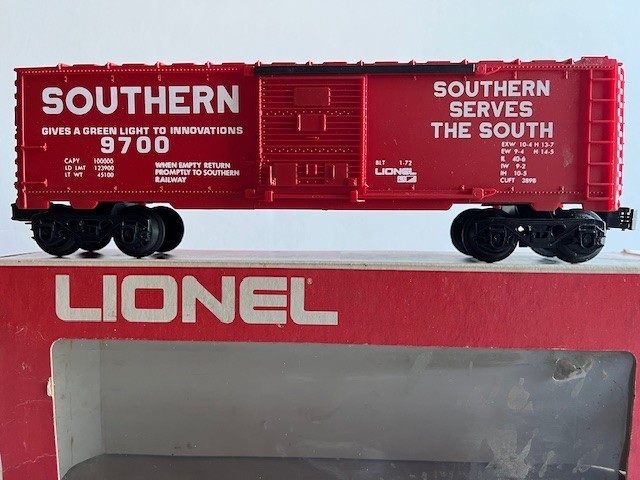 SOUTHERN
GIVES A GREEN LIGHT TO INNOVATIONS
9700
CAPY 100000
LD LMT 123900
LT WT 45100
WHEN EMPTY RETURN
PROMPTLY TO SOUTHERN
RAILWAY
BLT 1-72
LIONEL
SOUTHERN
SERVES
THE SOUTH
EXW 10-4 H 13-7
EW 9-4 H 14-5
IL 40-6
IW 9-2
IH 10-5
CUFT 3898
LIONEL